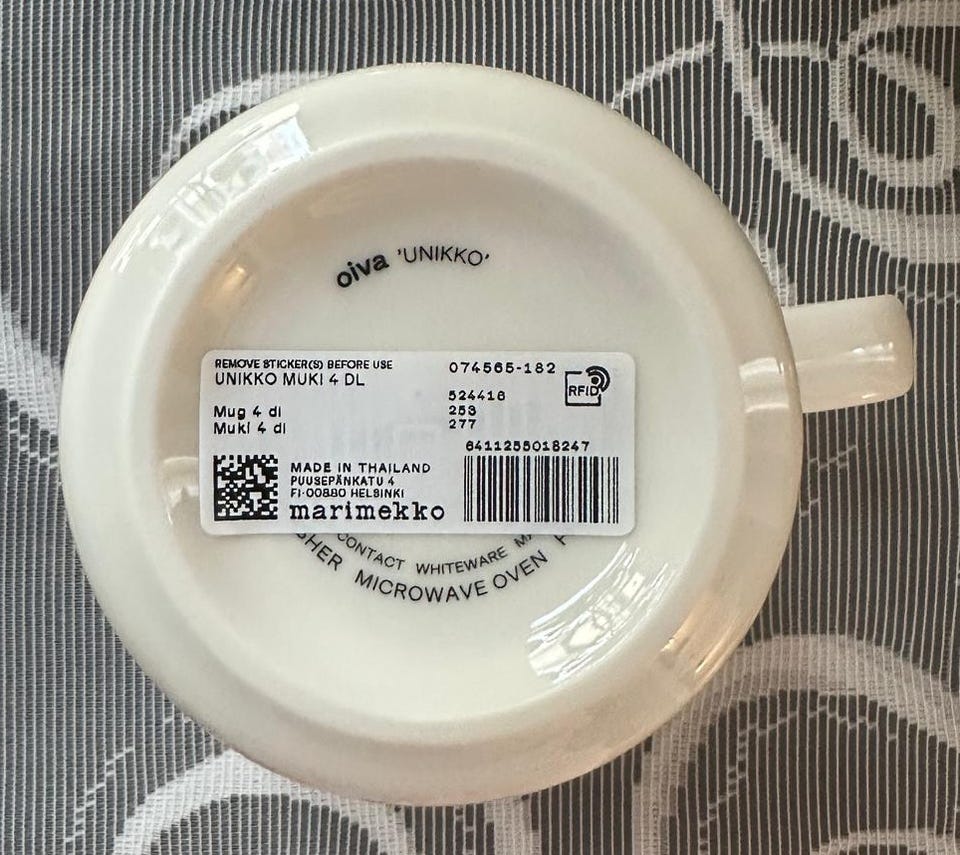 oiva 'UNIKKO'
REMOVE STICKER(S) BEFORE USE
UNIKKO MUKI 4 DL
074565-182
RFID
524416
Mug 4 dl
253
Muki 4 dl
277
6411255018247
MADE IN THAILAND
PUUSEPÄNKATU 4
FI-00880 HELSINKI
marimekko
CONTACT WHITEWARE
MICROWAVE OVEN